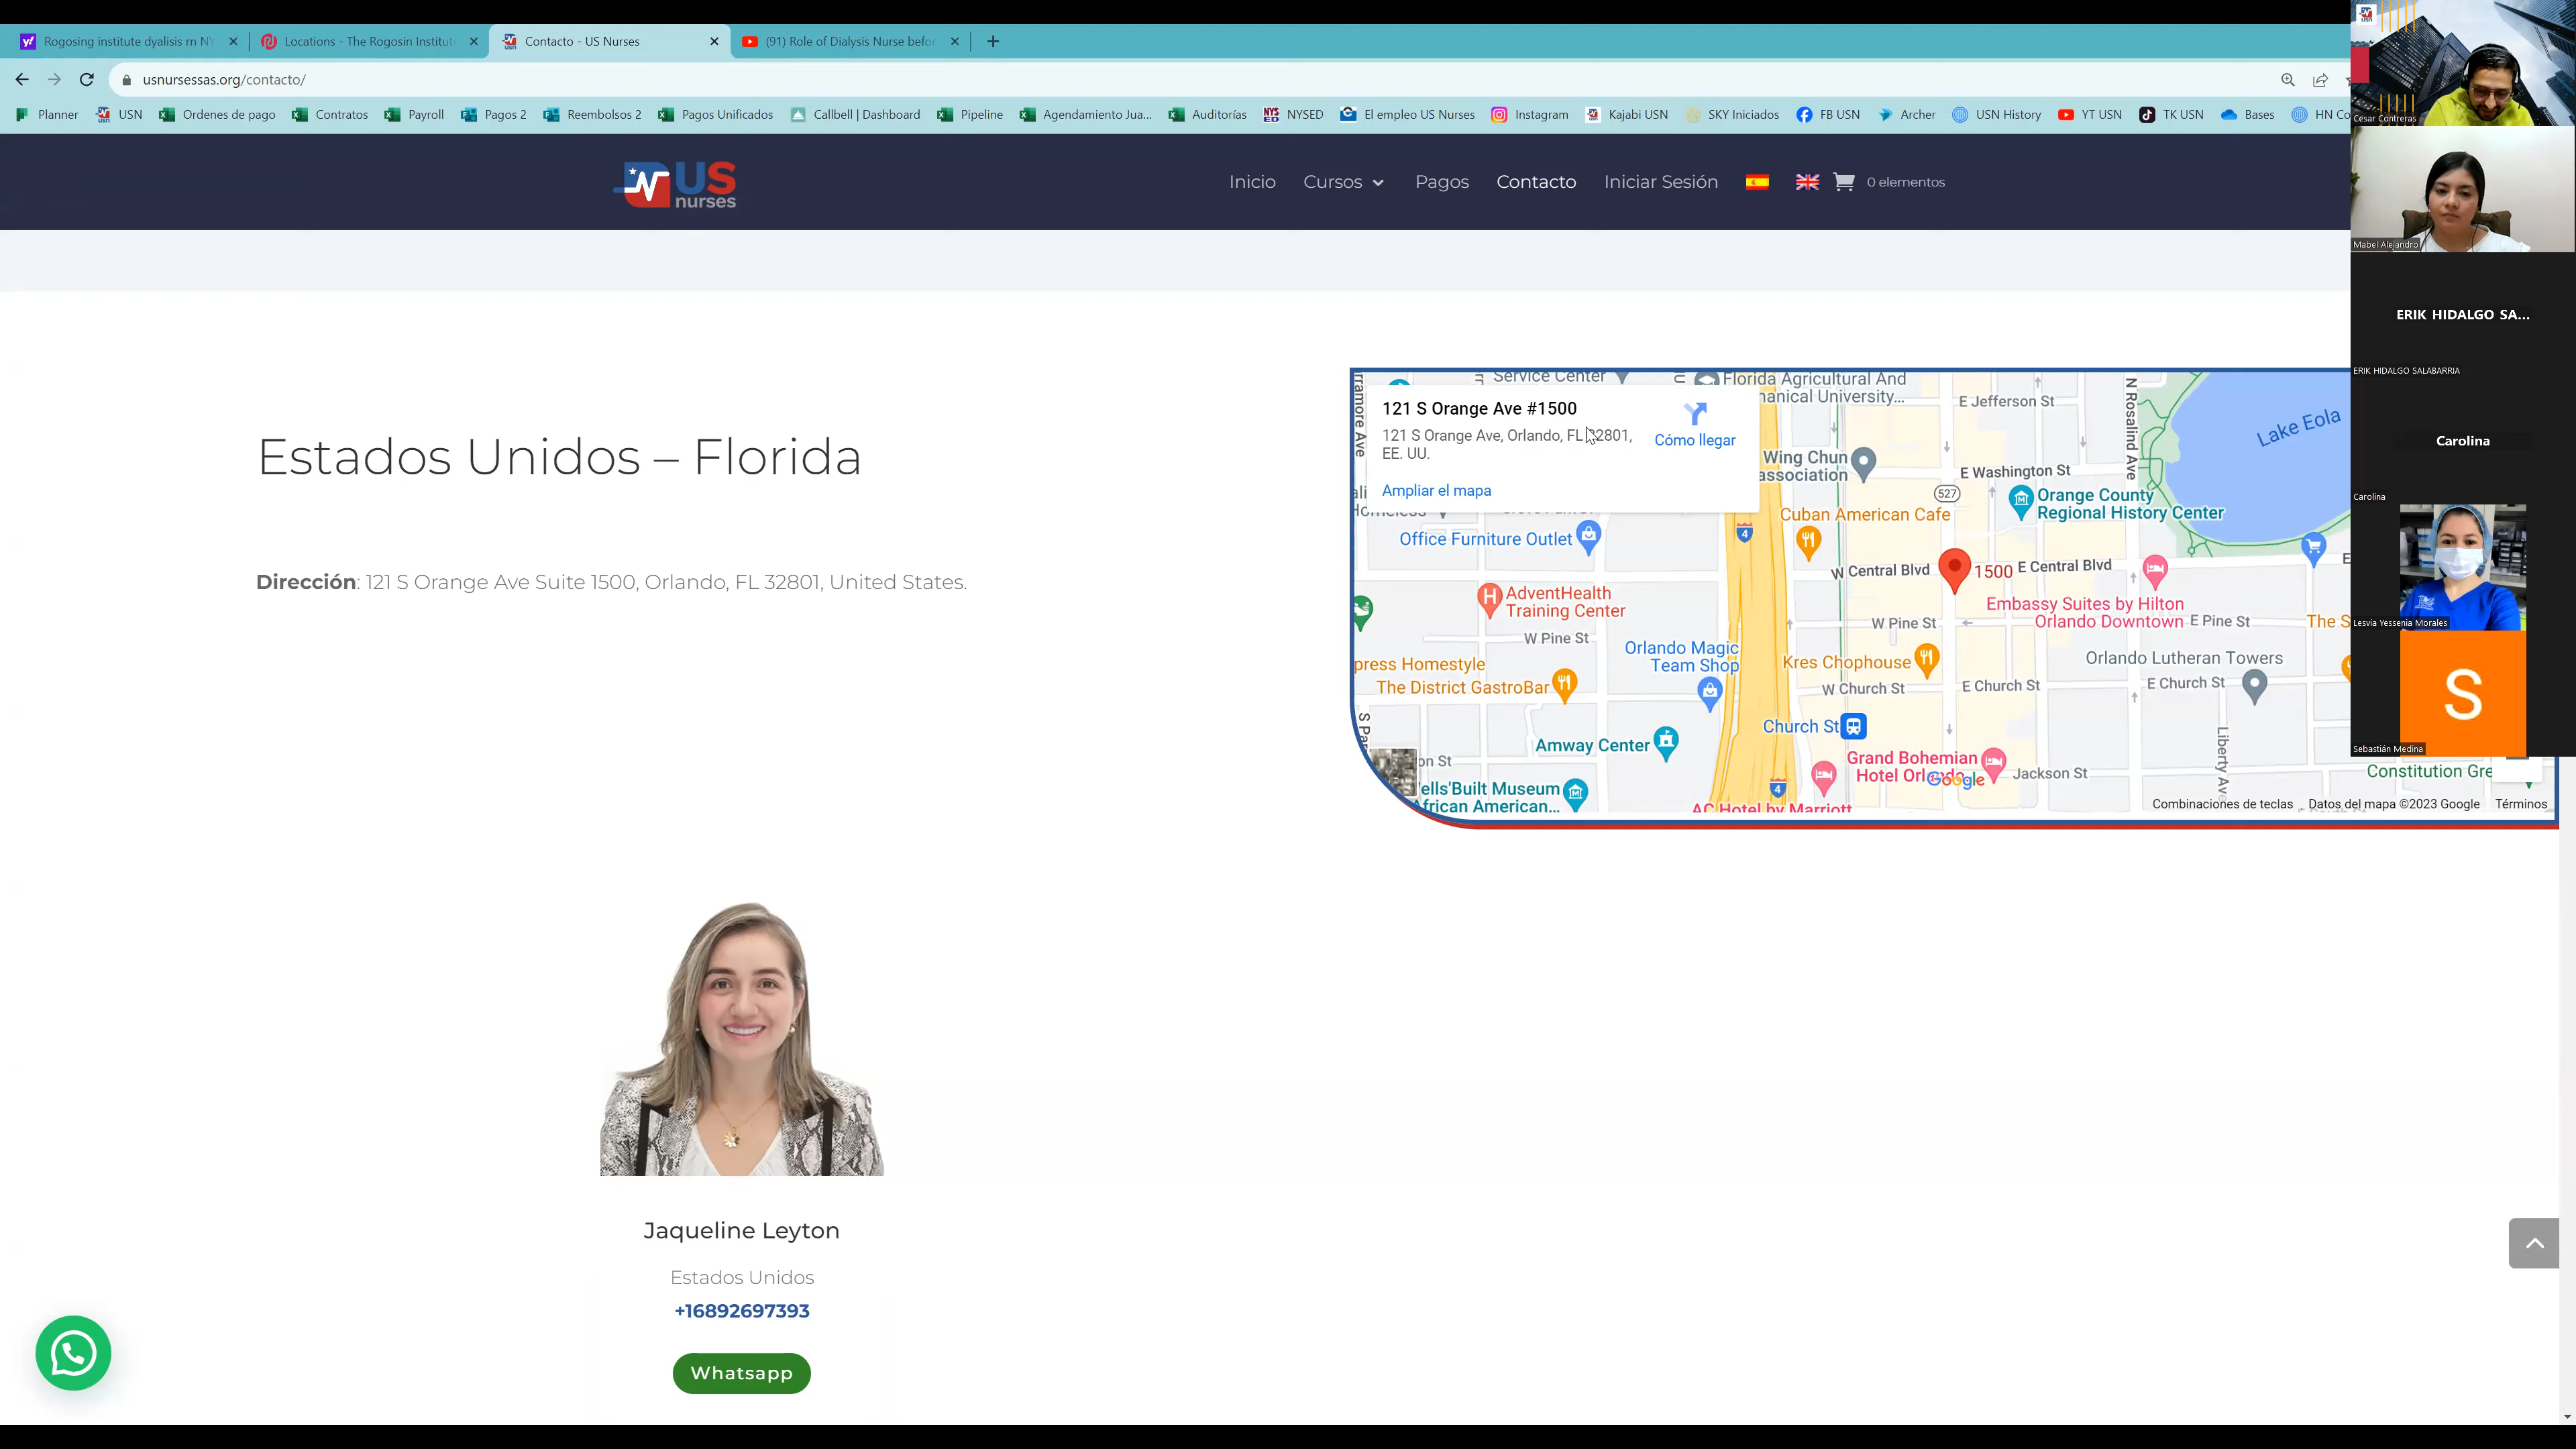 Rogosing institute dyalisis rn NY
Locations - The Rogosin Institut
Contacto - US Nurses
(91) Role of Dialysis Nurse befo
usnursessas.org/contacto/
Planner
USN
Ordenes de pago
Contratos
Payroll
Pagos 2
Reembolsos 2
Pagos Unificados
Callbell | Dashboard
Pipeline
Agendamiento Jua...
Auditorías
NYSED
El empleo US Nurses
Instagram
Kajabi USN
SKY Iniciados
FB USN
Archer
USN History
YT USN
TK USN
Bases
HN Co
US
nurses
Inicio
Cursos
Pagos
Contacto
Iniciar Sesión
0 elementos
Cesar Contreras
Mabel Alejandro
ERIK HIDALGO SA...
ERIK HIDALGO SALABARRIA
Carolina
Carolina
Lesvia Yessenia Morales
S
Sebastián Medina
Estados Unidos – Florida
Dirección: 121 S Orange Ave Suite 1500, Orlando, FL 32801, United States.
121 S Orange Ave #1500
121 S Orange Ave, Orlando, FL 32801,
EE. UU.
Cómo llegar
Ampliar el mapa
Service Center
Florida Agricultural And
University...
E Jefferson St
N Rosalind Ave
Lake Eola
Wing Chun
association
E Washington St
527
Orange County
Regional History Center
Cuban American Cafe
Office Furniture Outlet
4
W Central Blvd
1500
E Central Blvd
AdventHealth
Training Center
Embassy Suites by Hilton
Orlando Downtown
E Pine St
W Pine St
W Pine St
Orlando Magic
Team Shop
Kres Chophouse
Orlando Lutheran Towers
Homestyle
The District GastroBar
W Church St
E Church St
E Church St
Church St
Amway Center
Liberty Ave
Grand Bohemian
Hotel
Google
Jackson St
Constitution Gre
Museum
African American...
4
AC Hotel by Marriott
Combinaciones de teclas
Datos del mapa ©2023 Google
Términos
Jaqueline Leyton
Estados Unidos
+16892697393
Whatsapp